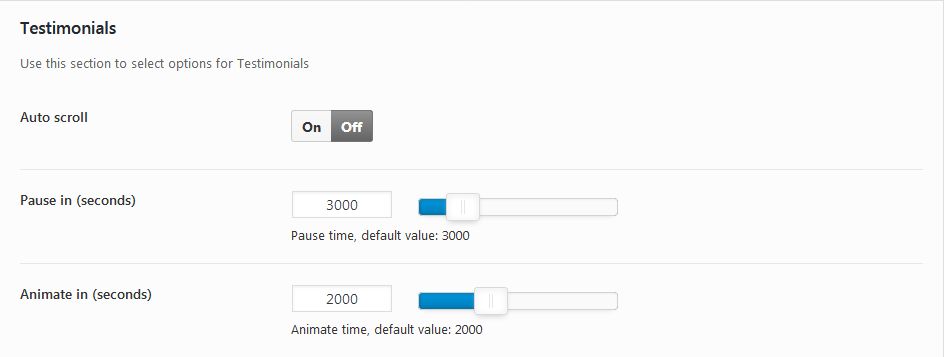 Testimonials
Use this section to select options for Testimonials
Auto scroll
On Off
Pause in (seconds)
3000
Pause time, default value: 3000
Animate in (seconds)
2000
Animate time, default value: 2000